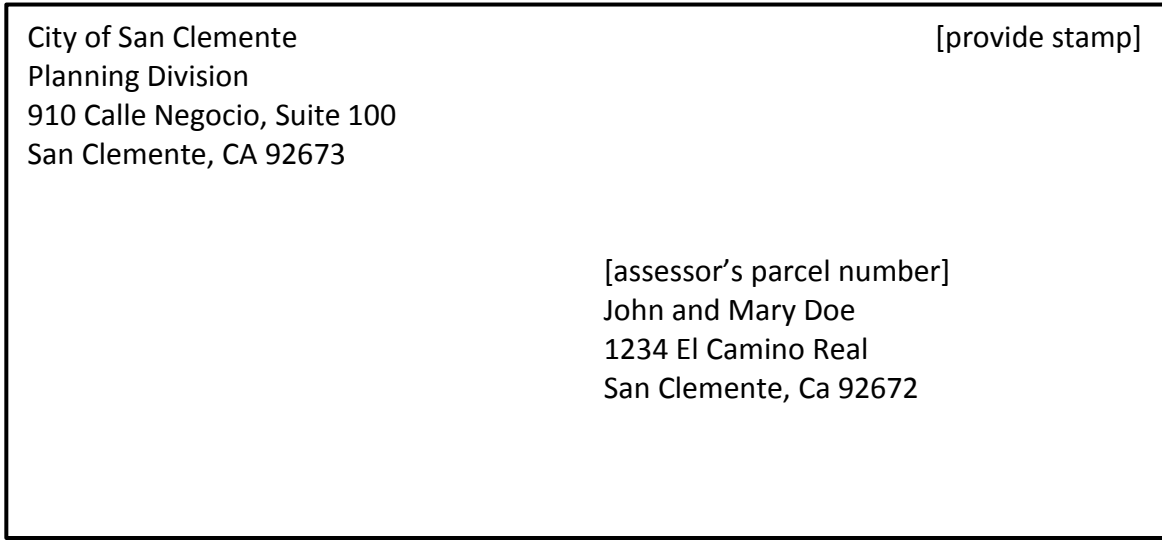 City of San Clemente
[provide stamp]
Planning Division
910 Calle Negocio, Suite 100
San Clemente, CA 92673
[assessor’s parcel number]
John and Mary Doe
1234 El Camino Real
San Clemente, Ca 92672